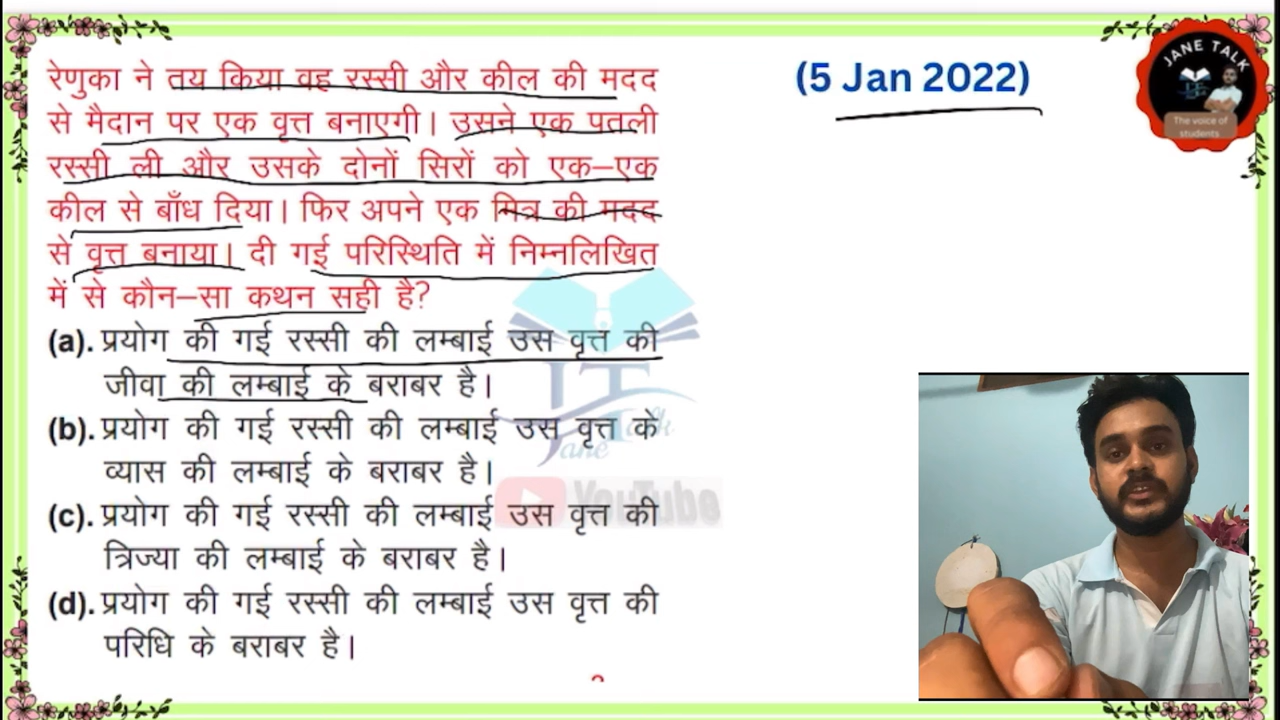 रेणुका ने तय किया वह रस्सी और कील की मदद
से मैदान पर एक वृत्त बनाएगी। उसने एक पतली
रस्सी ली और उसके दोनों सिरों को एक–एक
कील से बाँध दिया। फिर अपने एक मित्र की मदद
से वृत्त बनाया। दी गई परिस्थिति में निम्नलिखित
में से कौन–सा कथन सही है?
(a). प्रयोग की गई रस्सी की लम्बाई उस वृत्त की
जीवा की लम्बाई के बराबर है।
(b). प्रयोग की गई रस्सी की लम्बाई उस वृत्त के
व्यास की लम्बाई के बराबर है।
(c). प्रयोग की गई रस्सी की लम्बाई उस वृत्त की
त्रिज्या की लम्बाई के बराबर है।
(d). प्रयोग की गई रस्सी की लम्बाई उस वृत्त की
परिधि के बराबर है।
(5 Jan 2022)
JANE TALK
The voice of
students
JT
Jane Talk
YouTube